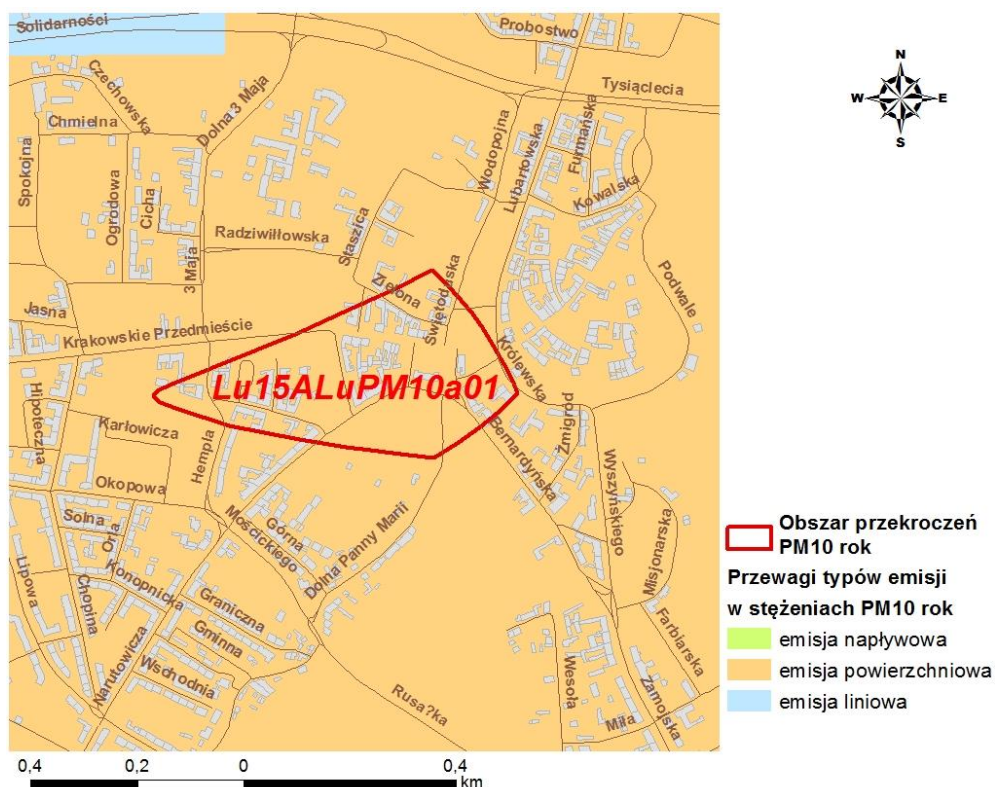 Solidarności
Probostwo
Tysiąclecia
Czechowska
Chmielna
Dolna 3 Maja
Spokojna
Ogrodowa
Cicha
3 Maja
Radziwiłłowska
Staszica
Wodopojna
Lubartowska
Furmańska
Kowalska
Podwale
Zielona
Świętoduska
Jasna
Krakowskie Przedmieście
Królewska
Lu15ALuPM10a01
Hipoteczna
Karłowicza
Hempla
Okopowa
Bernardyńska
Żmigrod
Wyszyńskiego
Misjonarska
Solna
Orla
Mościckiego
Górna
Dolna Panny Marii
Lipowa
Chopina
Konopnicka
Graniczna
Gminna
Wschodnia
Narutowicza
Rusa?ka
Wesoła
Miła
Zamojska
Farbiarska
N
W
E
S
Obszar przekroczeń
PM10 rok
Przewagi typów emisji
w stężeniach PM10 rok
emisja napływowa
emisja powierzchniowa
emisja liniowa
0,4 0,2 0 0,4
km